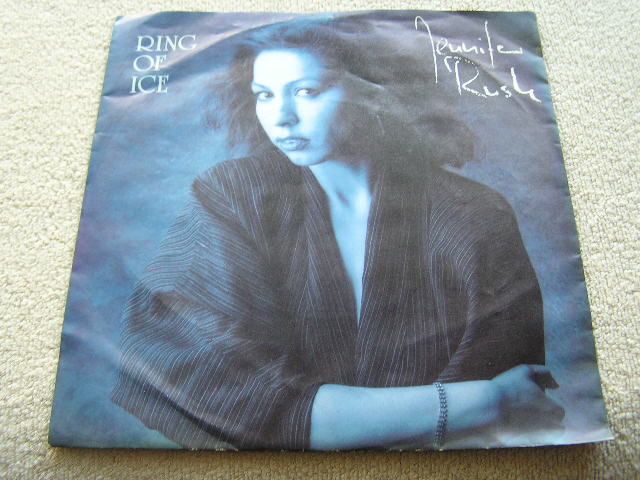 RING
OF
ICE
Jennifer
Rush